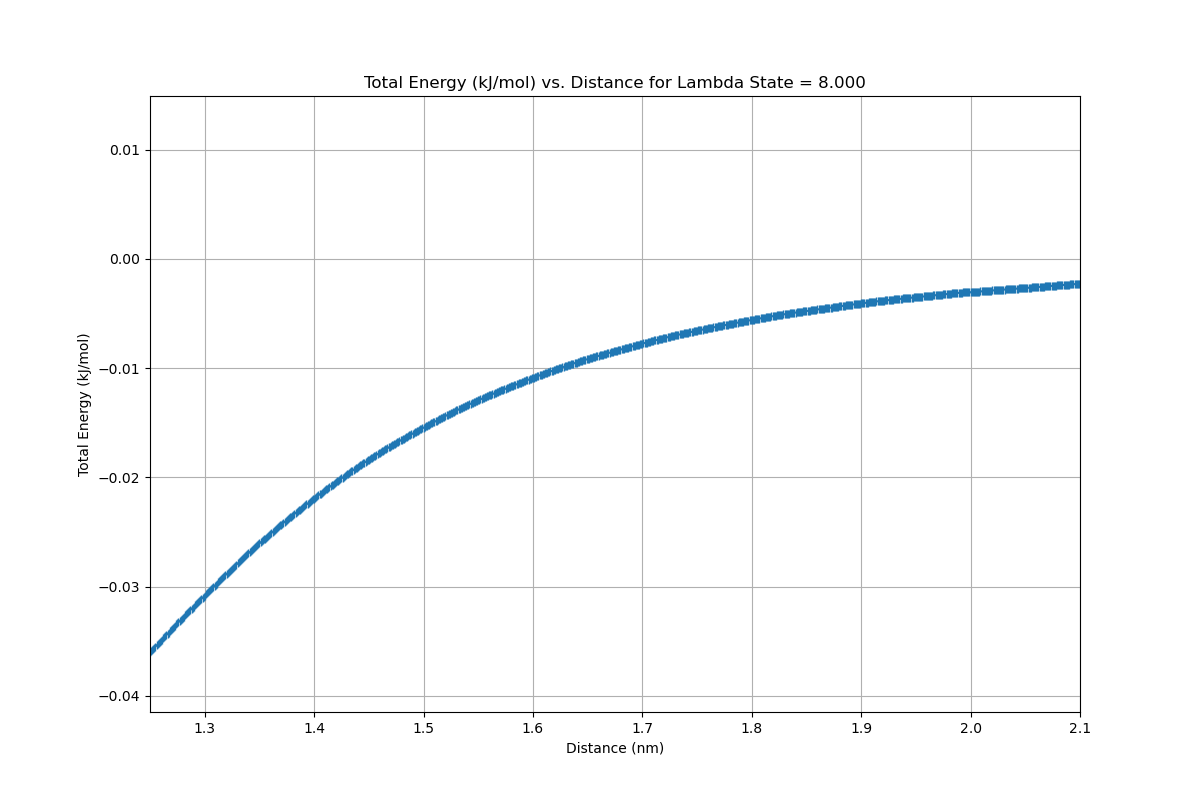 Total Energy (kJ/mol) vs. Distance for Lambda State = 8.000
0.01
0.00
−0.01
−0.02
−0.03
−0.04
Total Energy (kJ/mol)
1.3 1.4 1.5 1.6 1.7 1.8 1.9 2.0 2.1
Distance (nm)